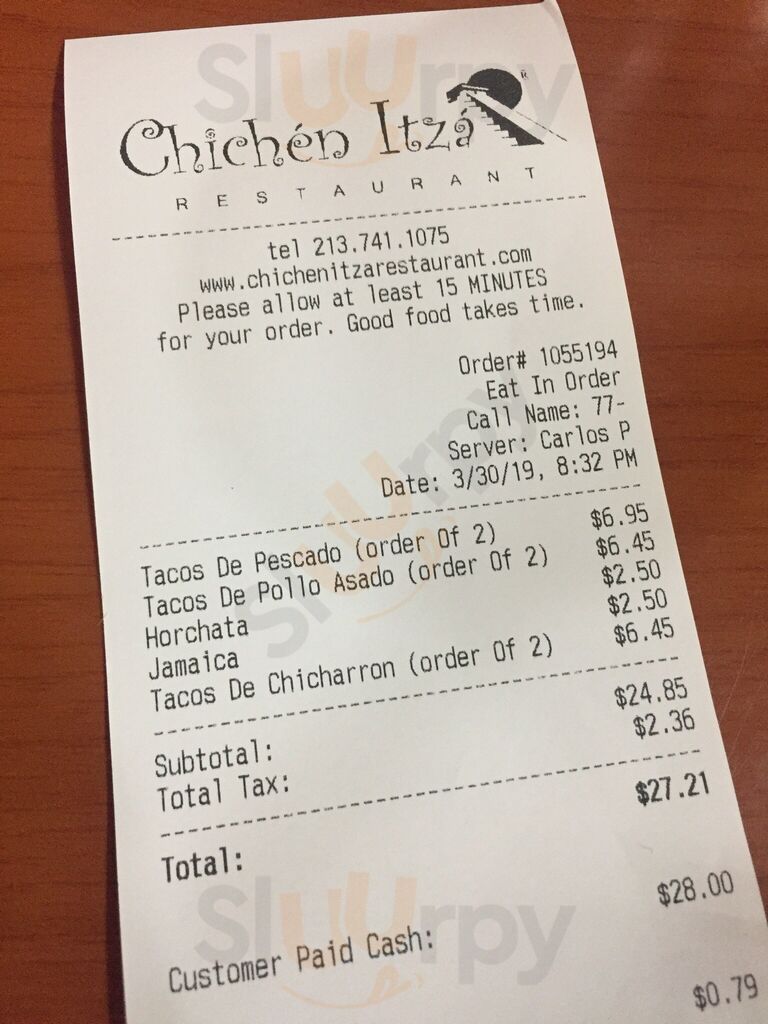 Chichén Itzá ®
RESTAURANT
tel 213.741.1075
www.chichenitzarestaurant.com
Please allow at least 15 MINUTES
for your order. Good food takes time.
Order# 1055194
Eat In Order
Call Name: 77-
Server: Carlos P
Date: 3/30/19, 8:32 PM
Tacos De Pescado (order Of 2) $6.95
Tacos De Pollo Asado (order Of 2) $6.45
Horchata $2.50
Jamaica $2.50
Tacos De Chicharron (order Of 2) $6.45
Subtotal: $24.85
Total Tax: $2.36
Total: $27.21
Customer Paid Cash: $28.00
$0.79
Sluurpy
Sluurpy
Sluurpy